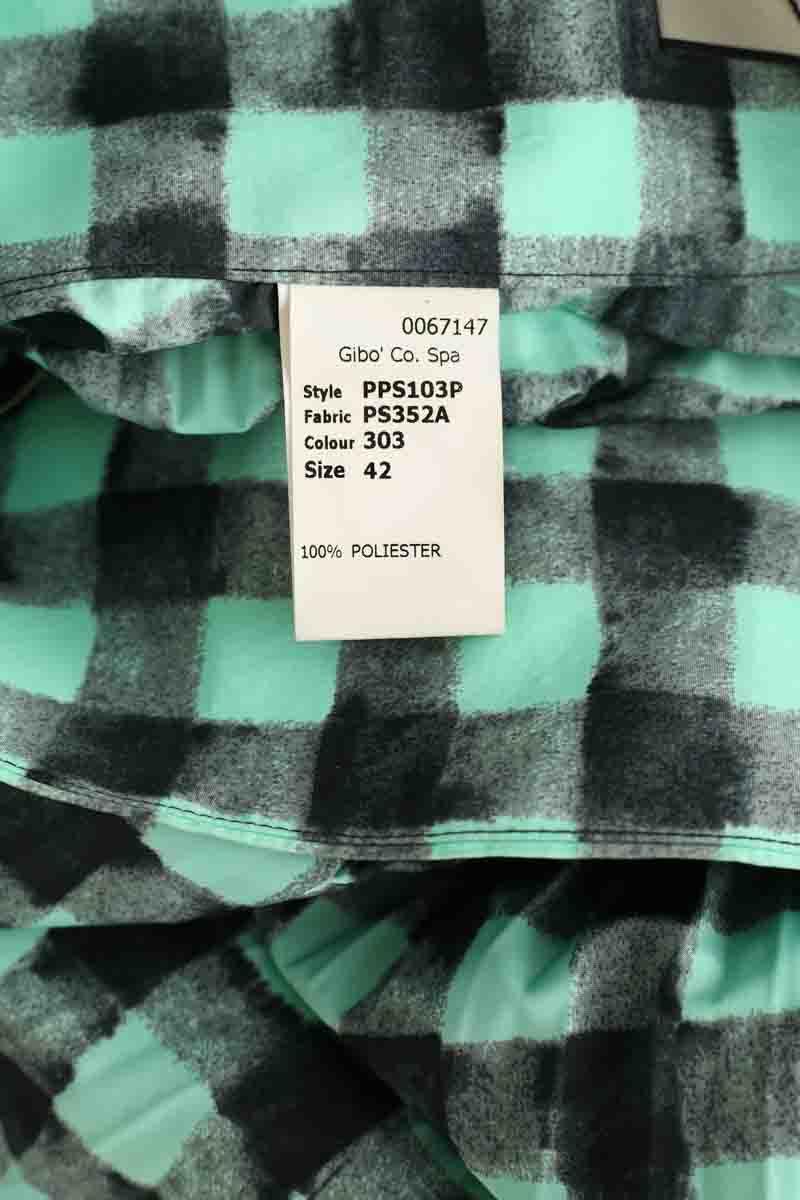 0067147
Gibo' Co. Spa
Style PPS103P
Fabric PS352A
Colour 303
Size 42
100% POLIESTER